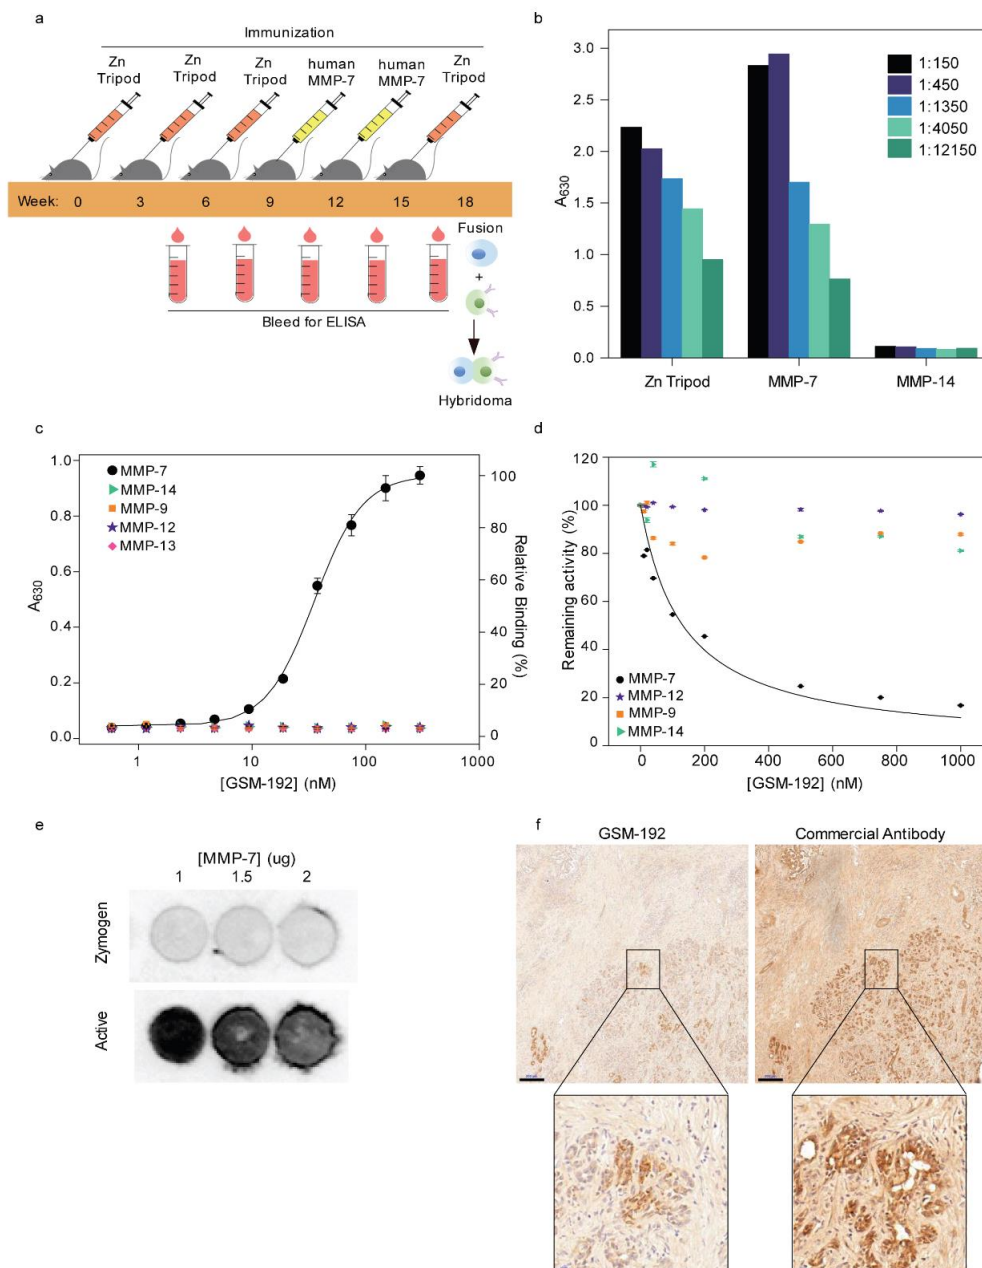 a
Immunization
Zn Tripod
Zn Tripod
Zn Tripod
human MMP-7
human MMP-7
Zn Tripod
Week: 0 3 6 9 12 15 18
Fusion
+
Bleed for ELISA
Hybridoma
b
3.0
2.5
2.0
1.5
1.0
0.5
0.0
A630
1:150
1:450
1:1350
1:4050
1:12150
Zn Tripod MMP-7 MMP-14
c
1.0
0.8
0.6
0.4
0.2
0.0
A630
MMP-7
MMP-14
MMP-9
MMP-12
MMP-13
100
80
60
40
20
0
Relative Binding (%)
1 10 100 1000
[GSM-192] (nM)
d
120
100
80
60
40
20
0
Remaining activity (%)
MMP-7
MMP-12
MMP-9
MMP-14
0 200 400 600 800 1000
[GSM-192] (nM)
e
[MMP-7] (ug)
1 1.5 2
Zymogen
Active
f
GSM-192 Commercial Antibody